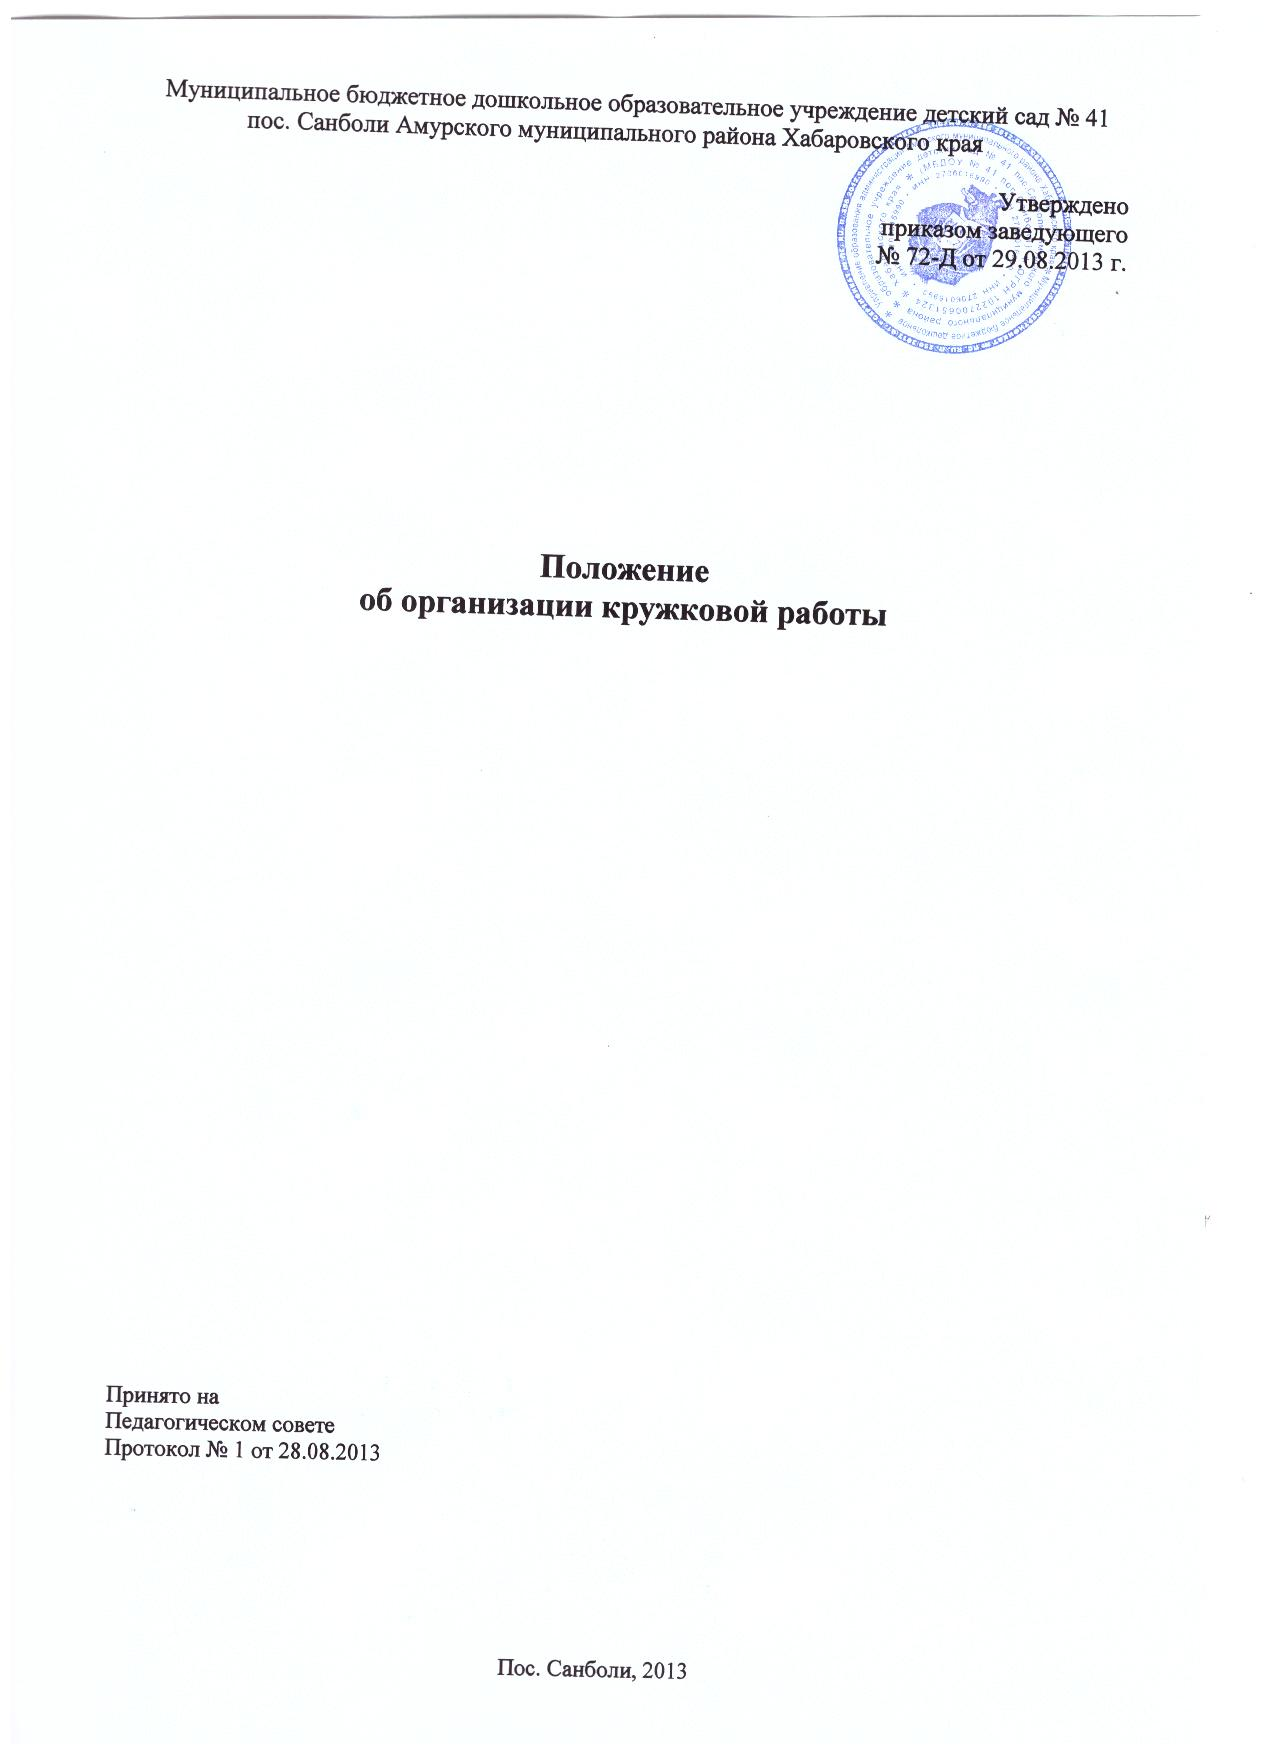 Муниципальное бюджетное дошкольное образовательное учреждение детский сад № 41
пос. Санболи Амурского муниципального района Хабаровского края
Утверждено
приказом заведующего
№ 72-Д от 29.08.2013 г.
Положение
об организации кружковой работы
Принято на
Педагогическом совете
Протокол № 1 от 28.08.2013
Пос. Санболи, 2013